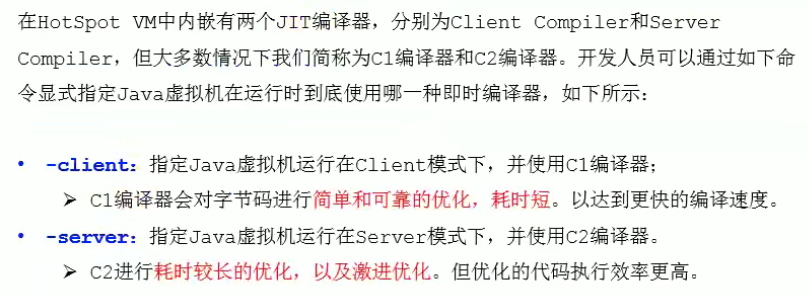 在HotSpot VM中内嵌有两个JIT编译器，分别为Client Compiler和Server
Compiler，但大多数情况下我们简称为C1编译器和C2编译器。开发人员可以通过如下命
令显式指定Java虚拟机在运行时到底使用哪一种即时编译器，如下所示：
• -client：指定Java虚拟机运行在Client模式下，并使用C1编译器；
➢ C1编译器会对字节码进行简单和可靠的优化，耗时短。以达到更快的编译速度。
• -server：指定Java虚拟机运行在Server模式下，并使用C2编译器。
➢ C2进行耗时较长的优化，以及激进优化。但优化的代码执行效率更高。